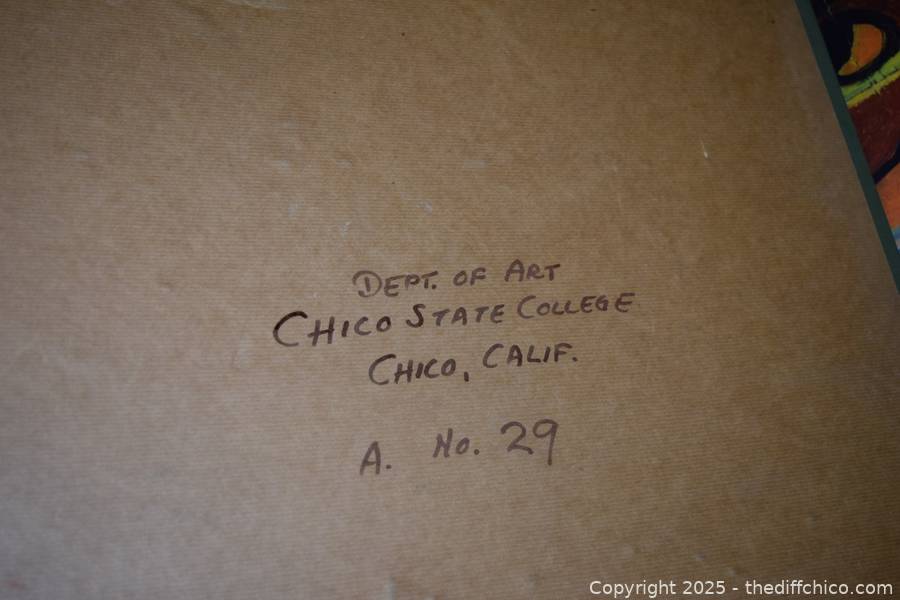 DEPT. OF ART
CHICO STATE COLLEGE
CHICO, CALIF.
A. No. 29
Copyright 2025 - thediffchico.com